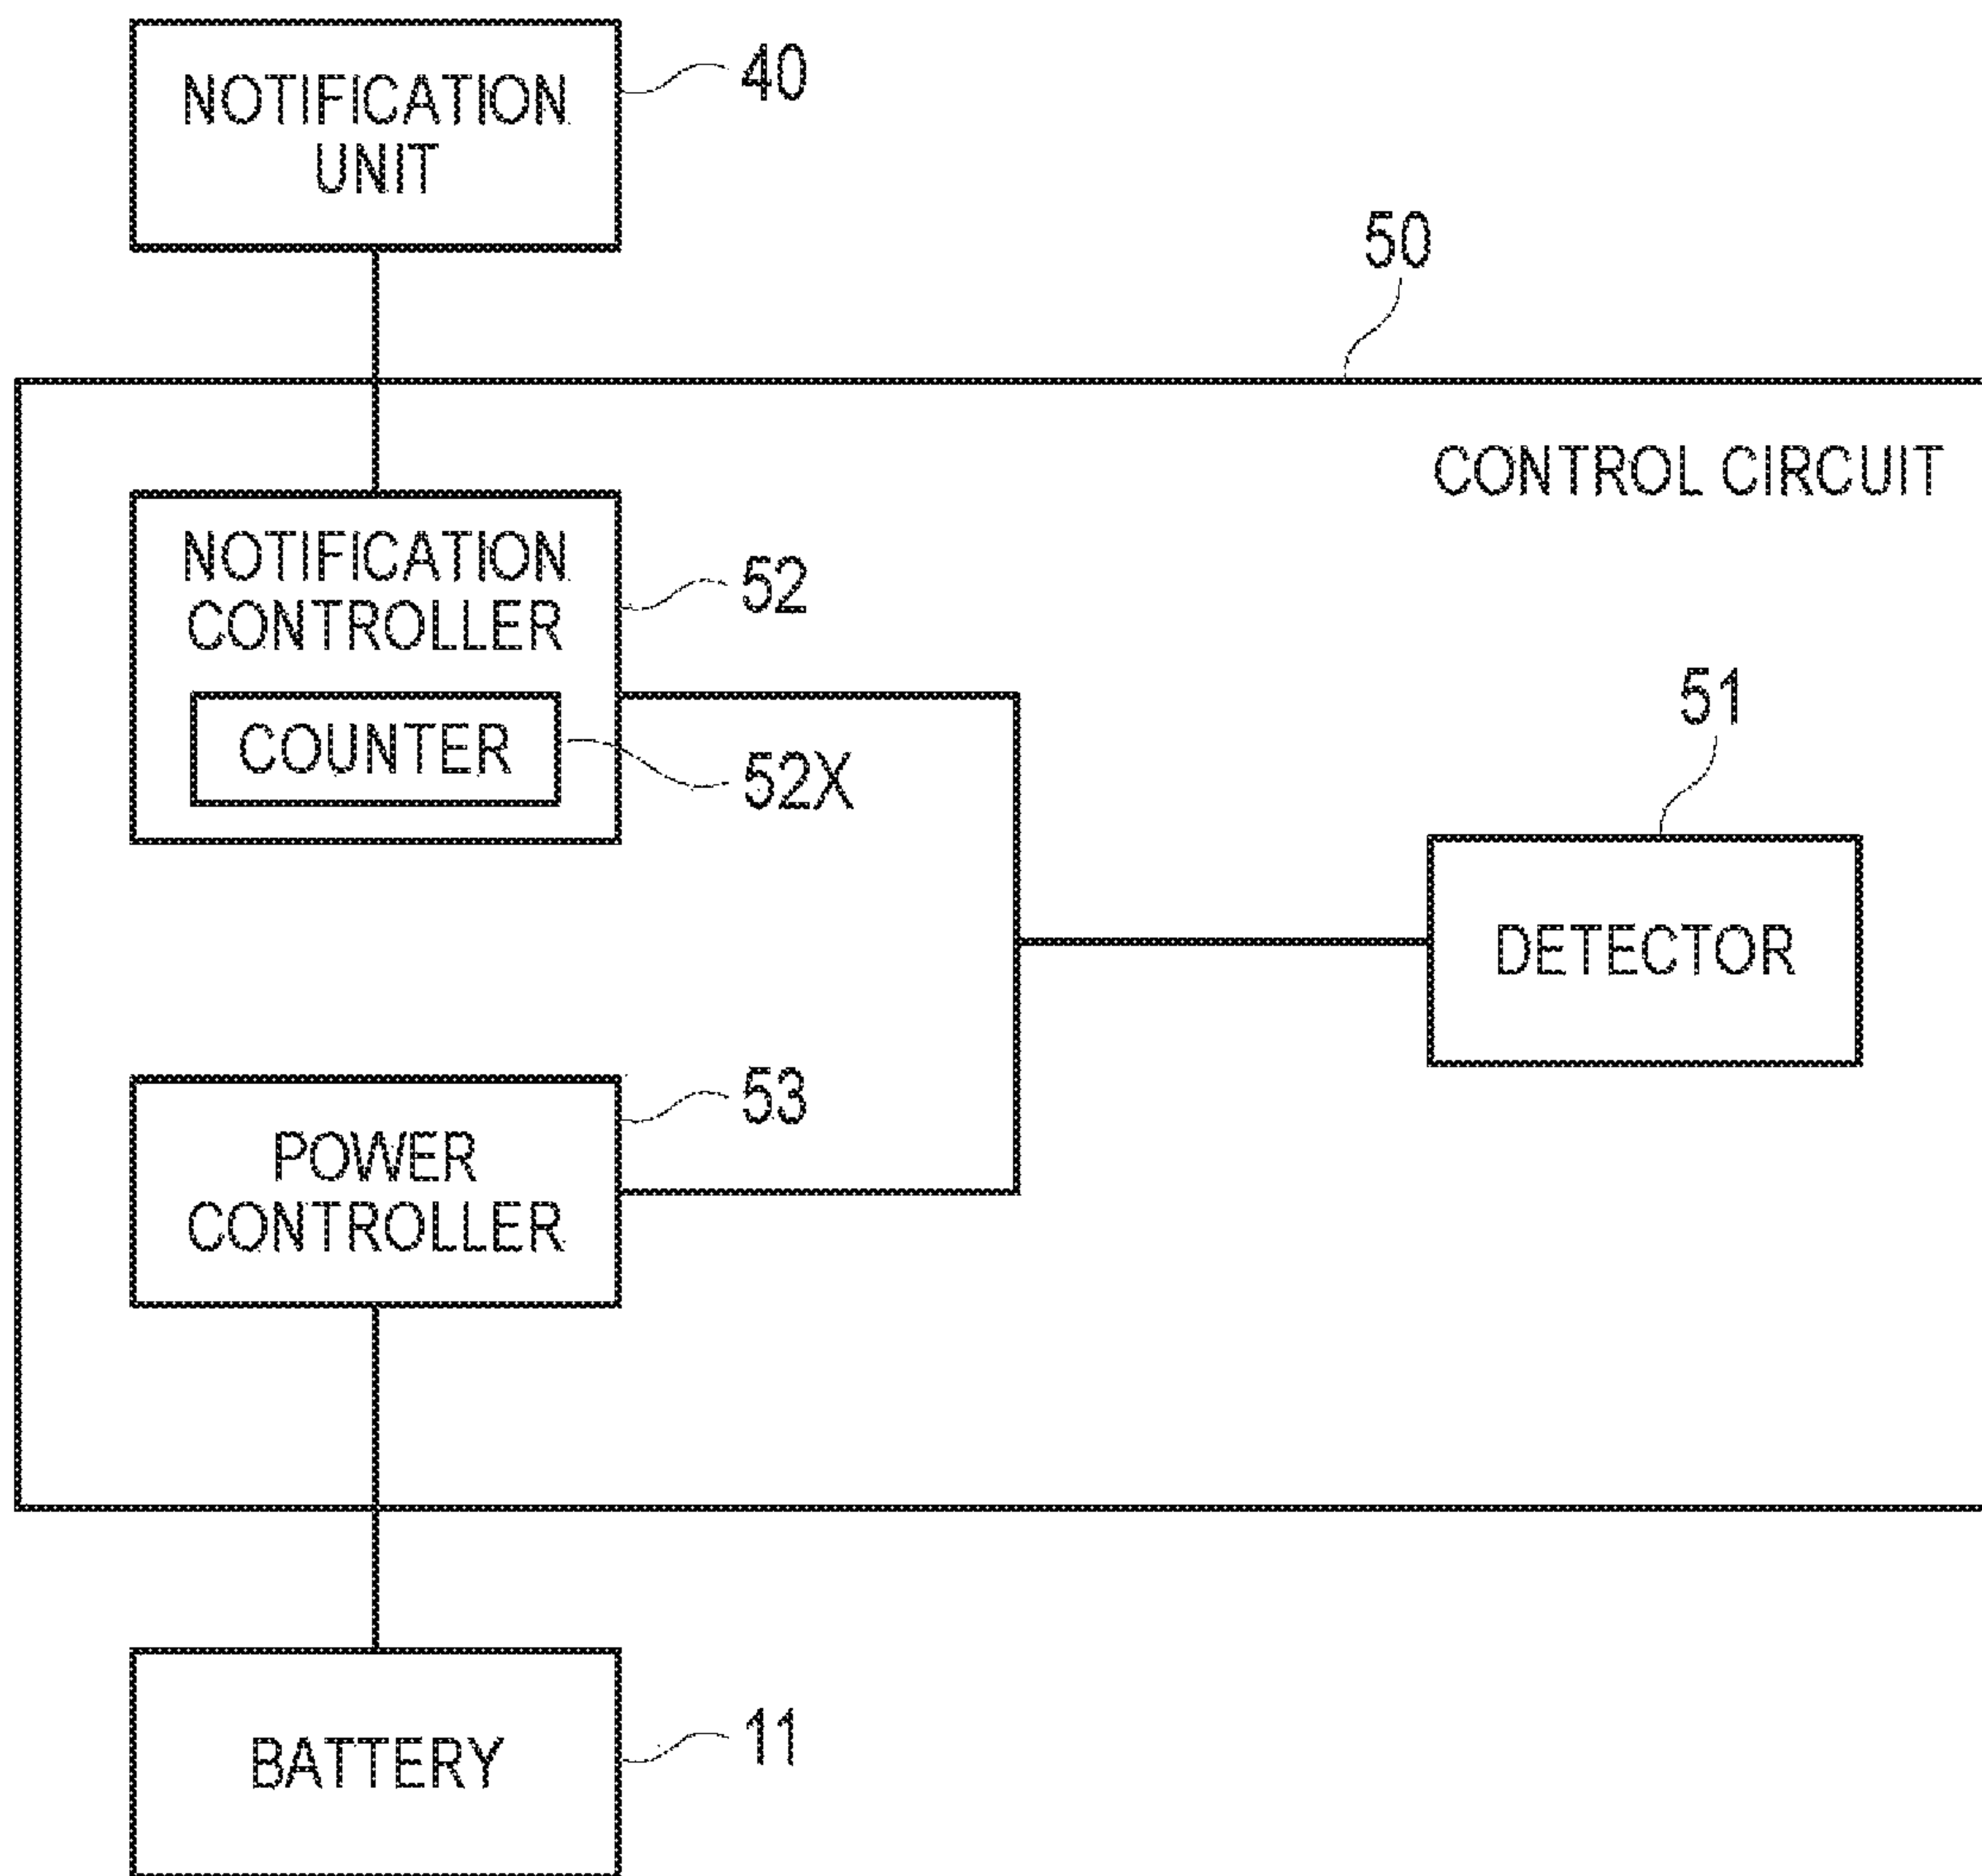 NOTIFICATION
UNIT
40
50
CONTROL CIRCUIT
NOTIFICATION
CONTROLLER
52
COUNTER
52X
51
DETECTOR
53
POWER
CONTROLLER
BATTERY
11